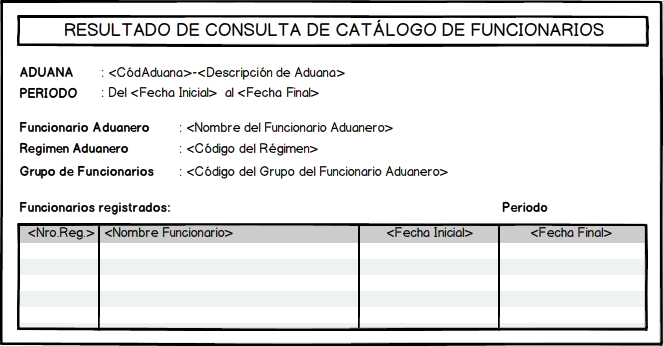 RESULTADO DE CONSULTA DE CATÁLOGO DE FUNCIONARIOS
ADUANA : <CódAduana>-<Descripción de Aduana>
PERIODO : Del <Fecha Inicial> al <Fecha Final>
Funcionario Aduanero : <Nombre del Funcionario Aduanero>
Regimen Aduanero : <Código del Régimen>
Grupo de Funcionarios : <Código del Grupo del Funcionario Aduanero>
Funcionarios registrados: Periodo
<Nro.Reg.> <Nombre Funcionario> <Fecha Inicial> <Fecha Final>